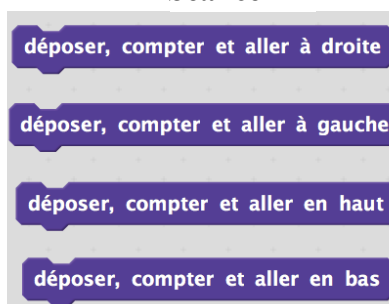 déposer, compter et aller à droite
déposer, compter et aller à gauche
déposer, compter et aller en haut
déposer, compter et aller en bas